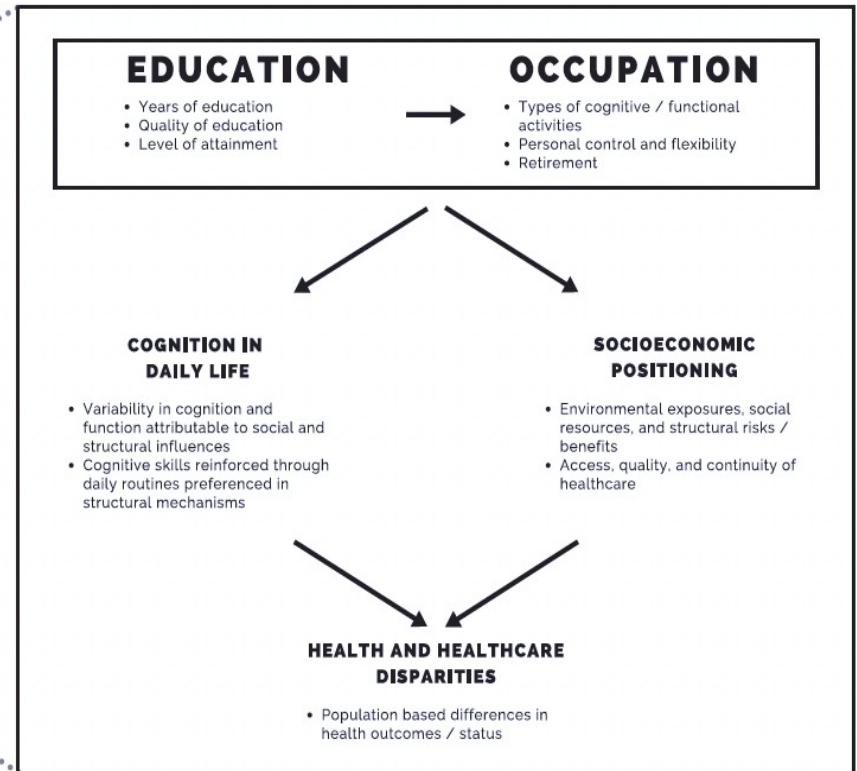 EDUCATION
• Years of education
• Quality of education
• Level of attainment
OCCUPATION
• Types of cognitive / functional
activities
• Personal control and flexibility
• Retirement
COGNITION IN
DAILY LIFE
• Variability in cognition and
function attributable to social and
structural influences
• Cognitive skills reinforced through
daily routines preferenced in
structural mechanisms
SOCIOECONOMIC
POSITIONING
• Environmental exposures, social
resources, and structural risks /
benefits
• Access, quality, and continuity of
healthcare
HEALTH AND HEALTHCARE
DISPARITIES
• Population based differences in
health outcomes / status